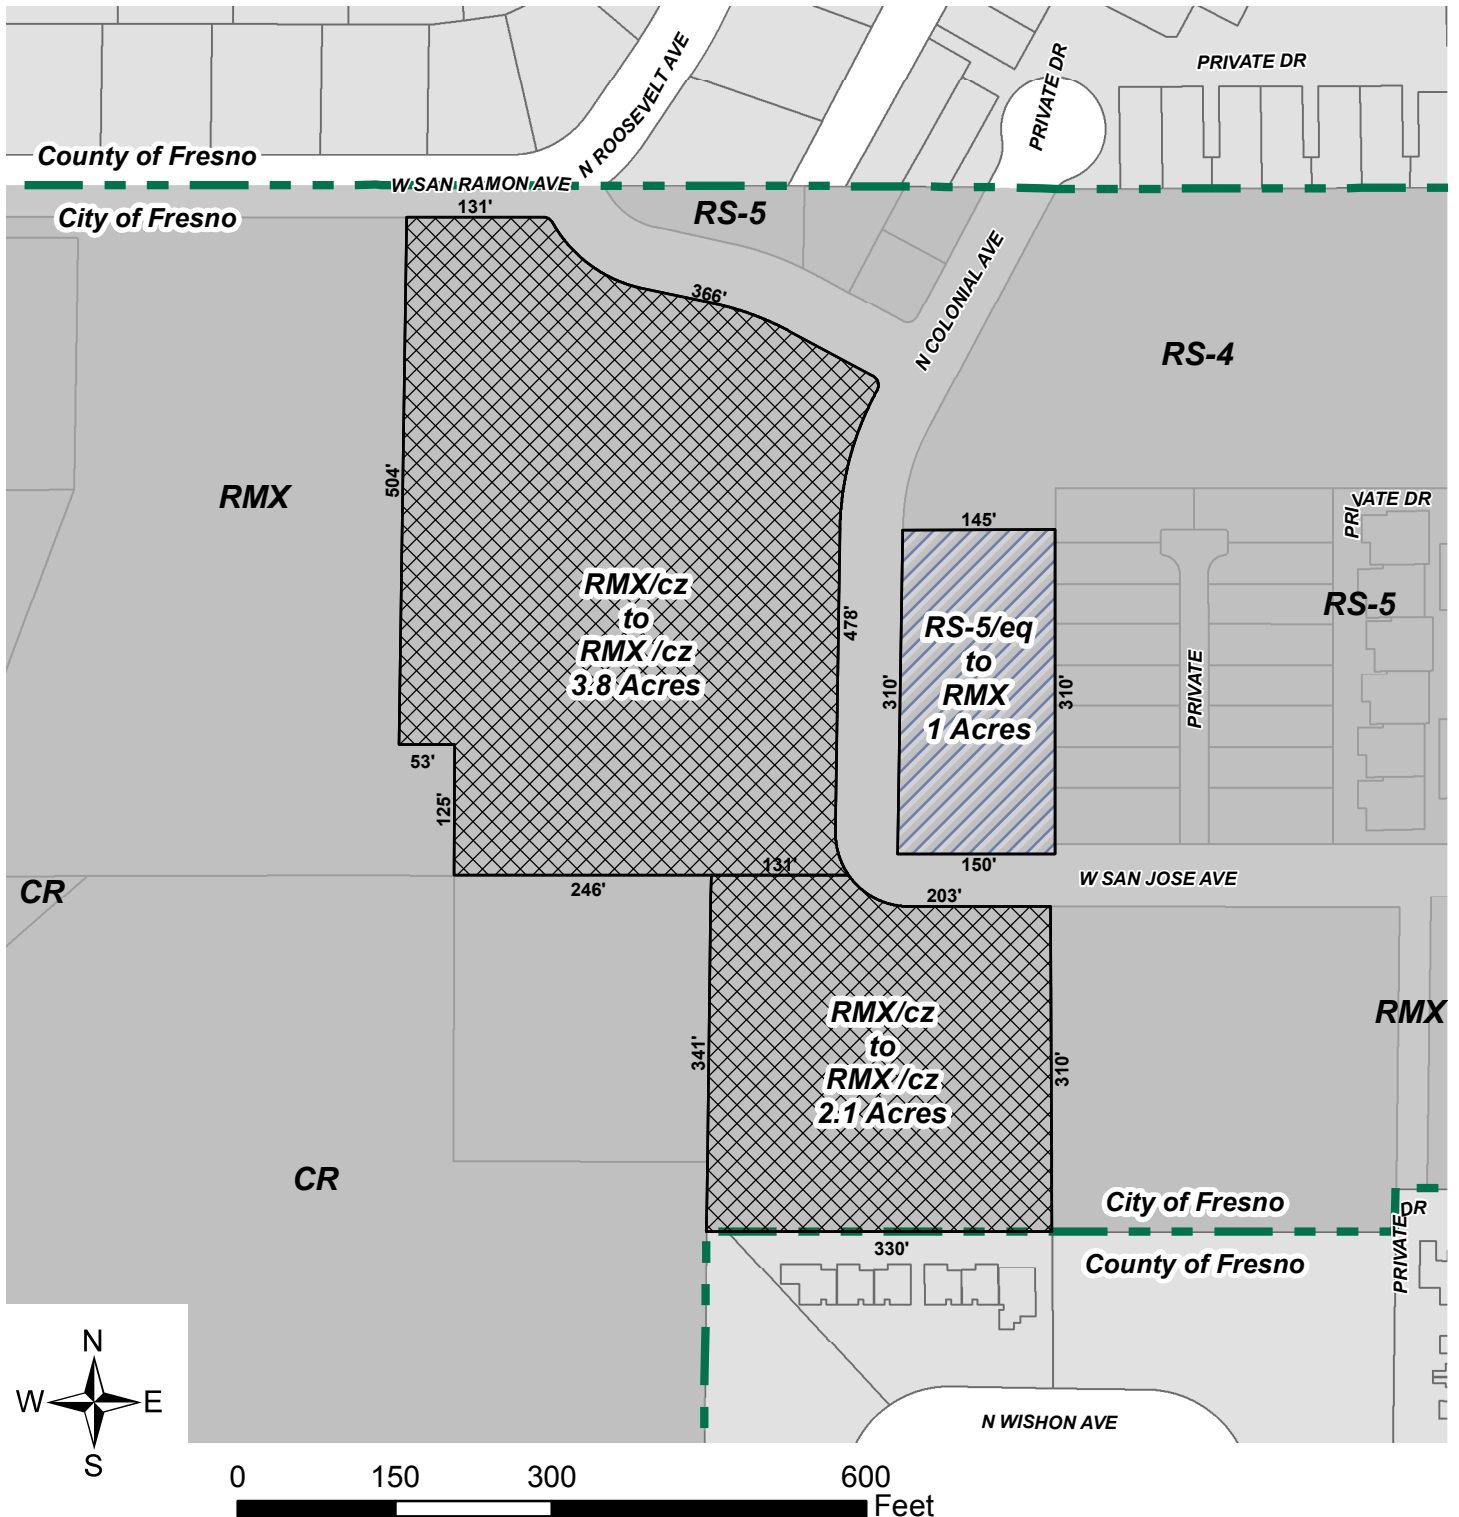 PRIVATE DR
PRIVATE DR
N ROOSEVELT AVE
County of Fresno
W SAN RAMON AVE
City of Fresno
131'
RS-5
366'
N COLONIAL AVE
RS-4
504'
RMX
PRIVATE DR
145'
RMX/cz
to
RMX /cz
3.8 Acres
478'
RS-5/eq
to
RMX
1 Acres
310'
310'
PRIVATE
RS-5
53'
125'
131'
150'
246'
203'
W SAN JOSE AVE
CR
RMX/cz
to
RMX /cz
2.1 Acres
341'
310'
RMX
CR
City of Fresno
County of Fresno
PRIVATE DR
330'
N WISHON AVE
N
W E
S
0 150 300 600
Feet